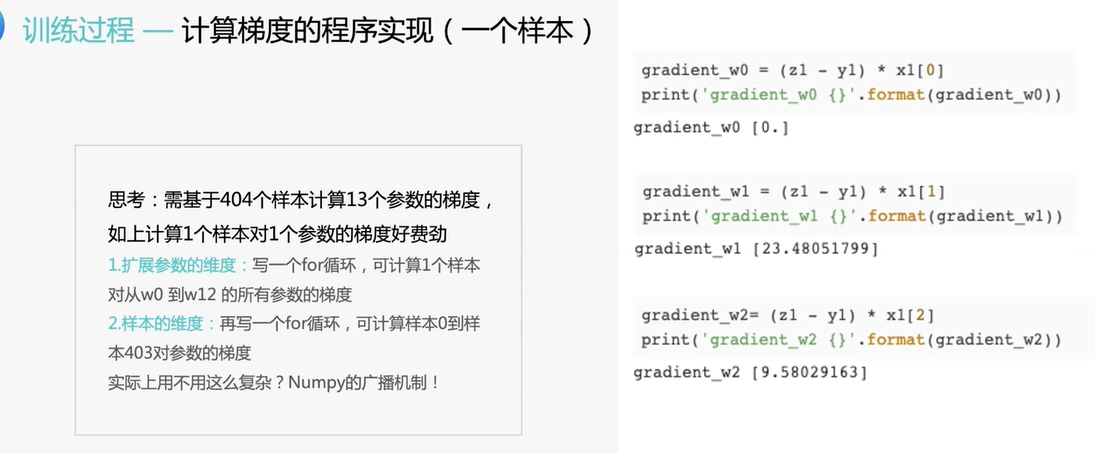 训练过程 — 计算梯度的程序实现（一个样本）
思考：需基于404个样本计算13个参数的梯度，
如上计算1个样本对1个参数的梯度好费劲
1.扩展参数的维度：写一个for循环，可计算1个样本
对从w0 到w12 的所有参数的梯度
2.样本的维度：再写一个for循环，可计算样本0到样
本403对参数的梯度
实际上用不用这么复杂？Numpy的广播机制！
gradient_w0 = (z1 - y1) * x1[0]
print('gradient_w0 {}'.format(gradient_w0))
gradient_w0 [0.]
gradient_w1 = (z1 - y1) * x1[1]
print('gradient_w1 {}'.format(gradient_w1))
gradient_w1 [23.48051799]
gradient_w2= (z1 - y1) * x1[2]
print('gradient_w2 {}'.format(gradient_w2))
gradient_w2 [9.58029163]